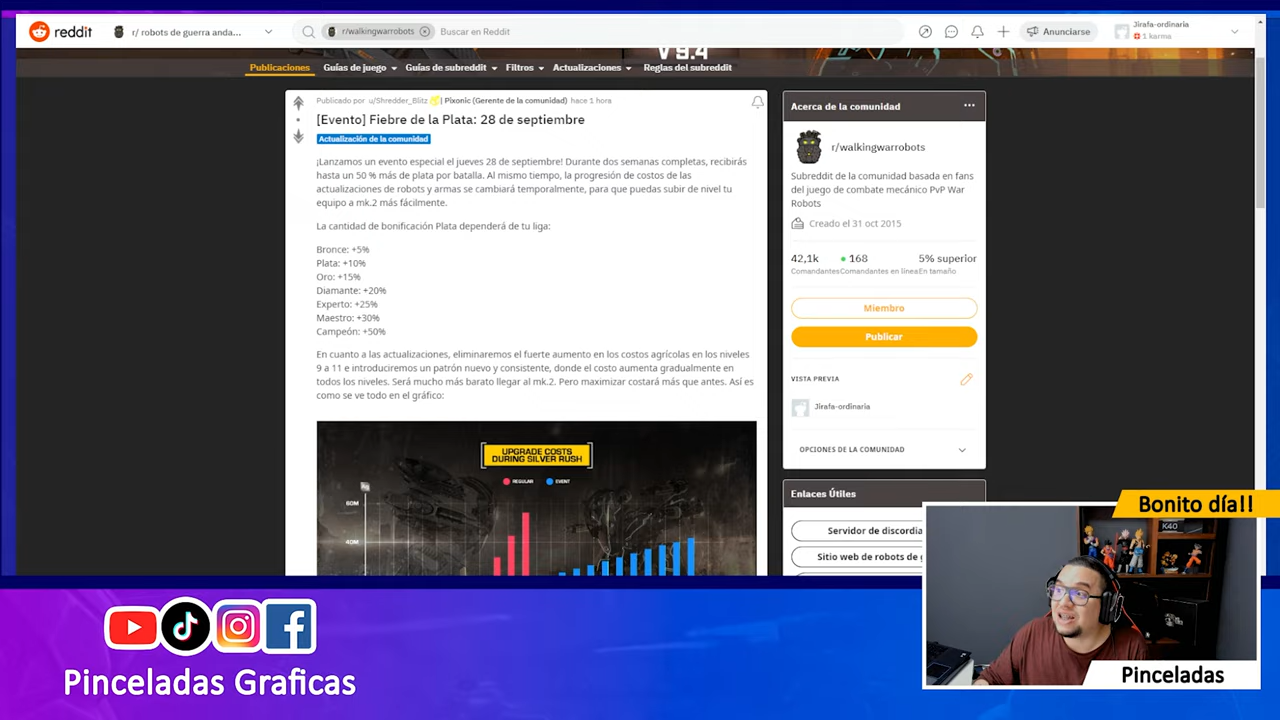 reddit
r/ robots de guerra anda...
r/walkingwarrobots
Buscar en Reddit
Anunciarse
Jirafa-ordinaria
1 karma
V 9.4
Publicaciones
Guías de juego
Guías de subreddit
Filtros
Actualizaciones
Reglas del subreddit
Publicado por u/Shredder_Blitz | Pixonic (Gerente de la comunidad) hace 1 hora
[Evento] Fiebre de la Plata: 28 de septiembre
Actualización de la comunidad
¡Lanzamos un evento especial el jueves 28 de septiembre! Durante dos semanas completas, recibirás
hasta un 50 % más de plata por batalla. Al mismo tiempo, la progresión de costos de las
actualizaciones de robots y armas se cambiará temporalmente, para que puedas subir de nivel tu
equipo a mk.2 más fácilmente.
La cantidad de bonificación Plata dependerá de tu liga:
Bronce: +5%
Plata: +10%
Oro: +15%
Diamante: +20%
Experto: +25%
Maestro: +30%
Campeón: +50%
En cuanto a las actualizaciones, eliminaremos el fuerte aumento en los costos agrícolas en los niveles
9 a 11 e introduciremos un patrón nuevo y consistente, donde el costo aumenta gradualmente en
todos los niveles. Será mucho más barato llegar al mk.2. Pero maximizar costará más que antes. Así es
como se ve todo en el gráfico:
UPGRADE COSTS
DURING SILVER RUSH
REGULAR
EVENT
60M
40M
Acerca de la comunidad
r/walkingwarrobots
Subreddit de la comunidad basada en fans
del juego de combate mecánico PvP War
Robots
Creado el 31 oct 2015
42,1k
168
5% superior
Comandantes
Comandantes en línea
En tamaño.
Miembro
Publicar
VISTA PREVIA
Jirafa-ordinaria
OPCIONES DE LA COMUNIDAD
Enlaces Útiles
Servidor de discordia
Sitio web de robots de g
Bonito día!!
K40
Pinceladas
Pinceladas Graficas